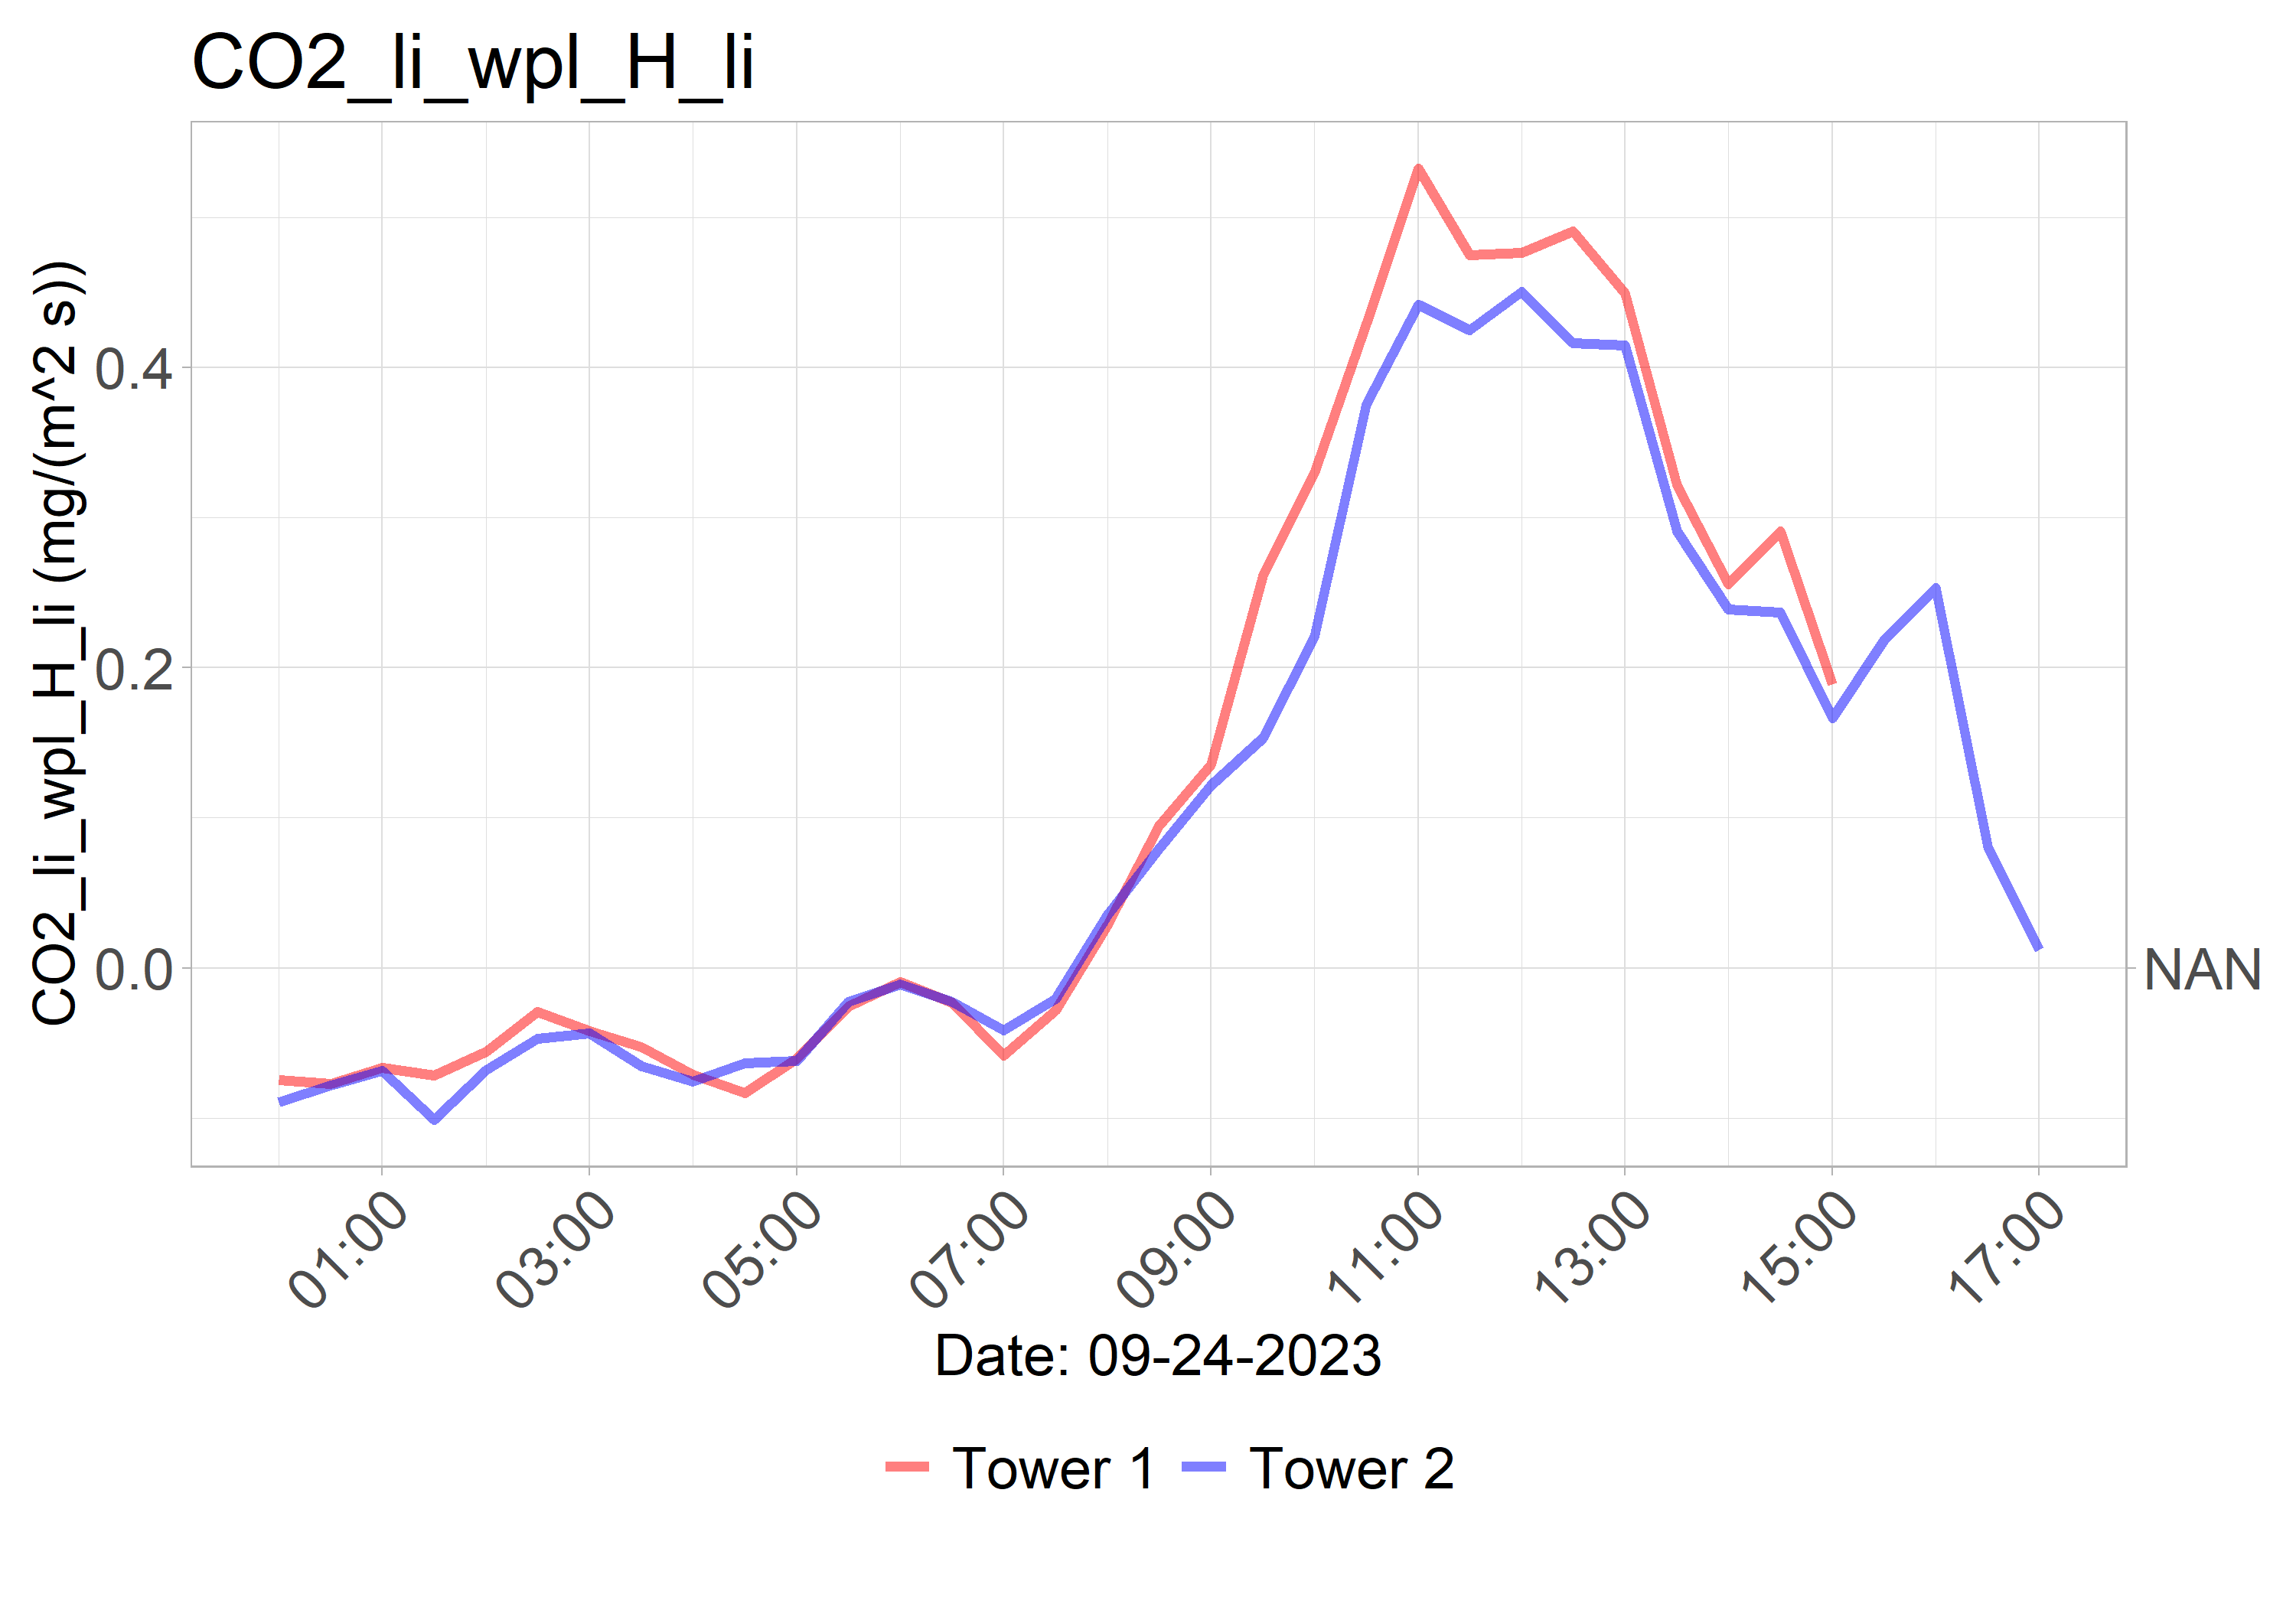 CO2_li_wpl_H_li
CO2_li_wpl_H_li (mg/(m^2 s))
0.4
0.2
0.0
NAN
01:00
03:00
05:00
07:00
09:00
11:00
13:00
15:00
17:00
Date: 09-24-2023
Tower 1
Tower 2